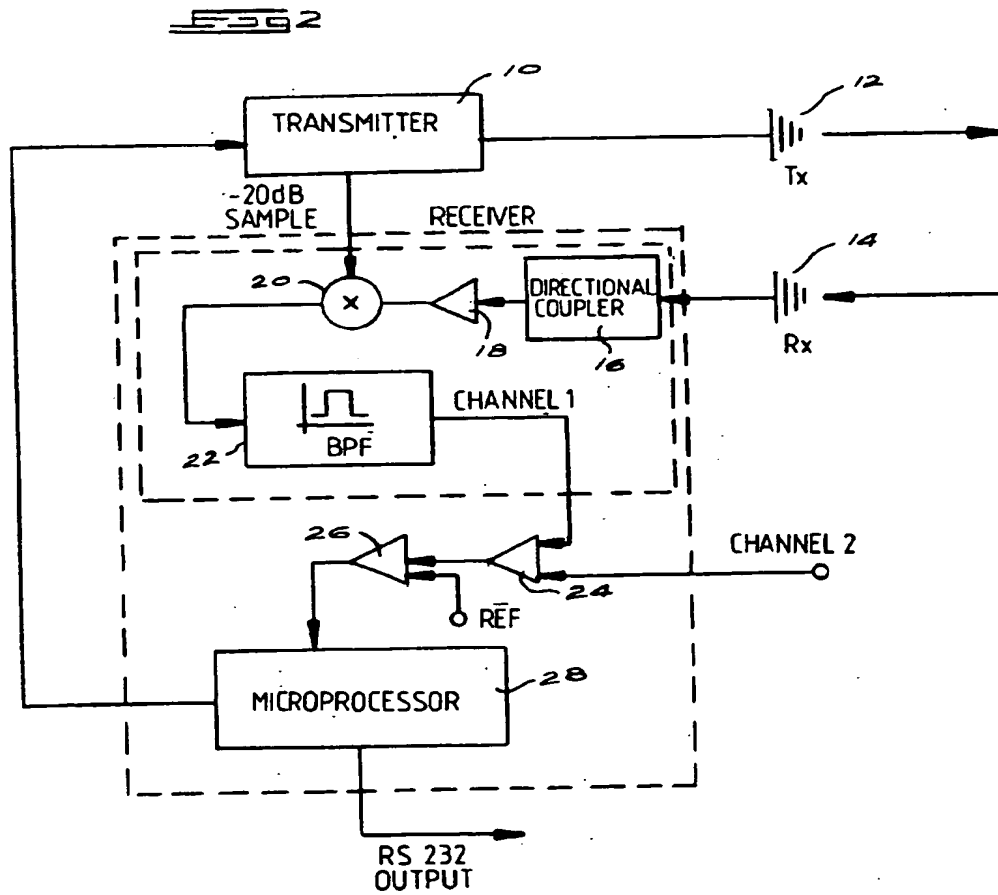 FIG 2
10
TRANSMITTER
12
Tx
-20dB
SAMPLE
RECEIVER
14
Rx
20
X
18
DIRECTIONAL
COUPLER
16
CHANNEL 1
BPF
22
26
24
CHANNEL 2
REF
MICROPROCESSOR
28
RS 232
OUTPUT